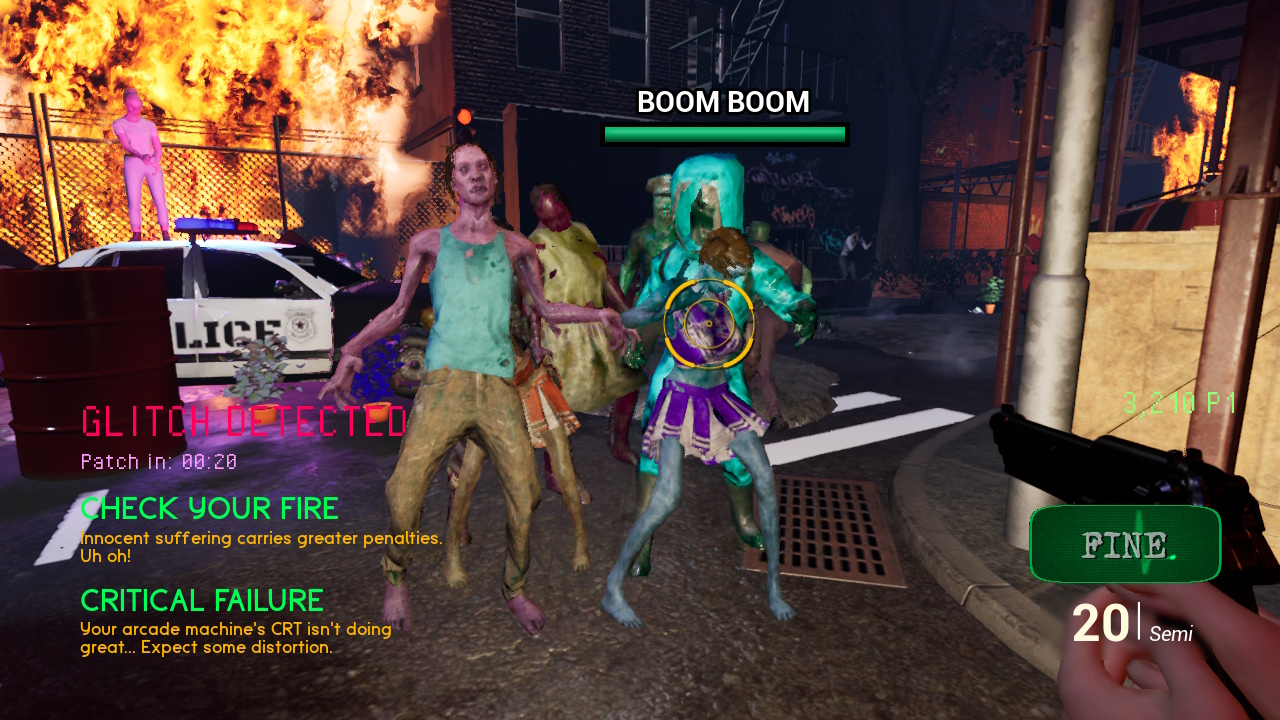 BOOM BOOM
LICE
GLITCH DETECTED
3,210 P1
Patch in: 00:20
CHECK YOUR FIRE
Innocent suffering carries greater penalties.
Uh oh!
FINE
CRITICAL FAILURE
Your arcade machine's CRT isn't doing
great... Expect some distortion.
20
Semi